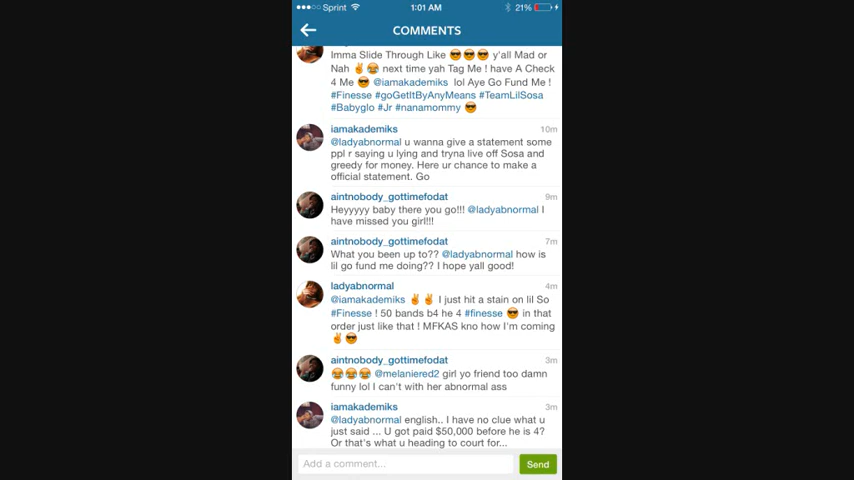 Sprint 1:01 AM 21%
COMMENTS
Imma Slide Through Like 😎😎😎 y'all Mad or
Nah ✌😂 next time yah Tag Me ! have A Check
4 Me 😎 @iamakademiks lol Aye Go Fund Me !
#Finesse #goGetItByAnyMeans #TeamLilSosa
#Babyglo #Jr #nanamommy 😎
iamakademiks 10m
@ladyabnormal u wanna give a statement some
ppl r saying u lying and tryna live off Sosa and
greedy for money. Here ur chance to make a
official statement. Go
aintnobody_gottimefodat 9m
Heyyyyy baby there you go!!! @ladyabnormal I
have missed you girl!!!
aintnobody_gottimefodat 7m
What you been up to?? @ladyabnormal how is
lil go fund me doing?? I hope yall good!
ladyabnormal 4m
@iamakademiks ✌✌ I just hit a stain on lil So
#Finesse ! 50 bands b4 he 4 #finesse 😎 in that
order just like that ! MFKAS kno how I'm coming
✌😎
aintnobody_gottimefodat 3m
😂😂😂 @melaniered2 girl yo friend too damn
funny lol I can't with her abnormal ass
iamakademiks 3m
@ladyabnormal english.. I have no clue what u
just said ... U got paid $50,000 before he is 4?
Or that's what u heading to court for...
Add a comment... Send